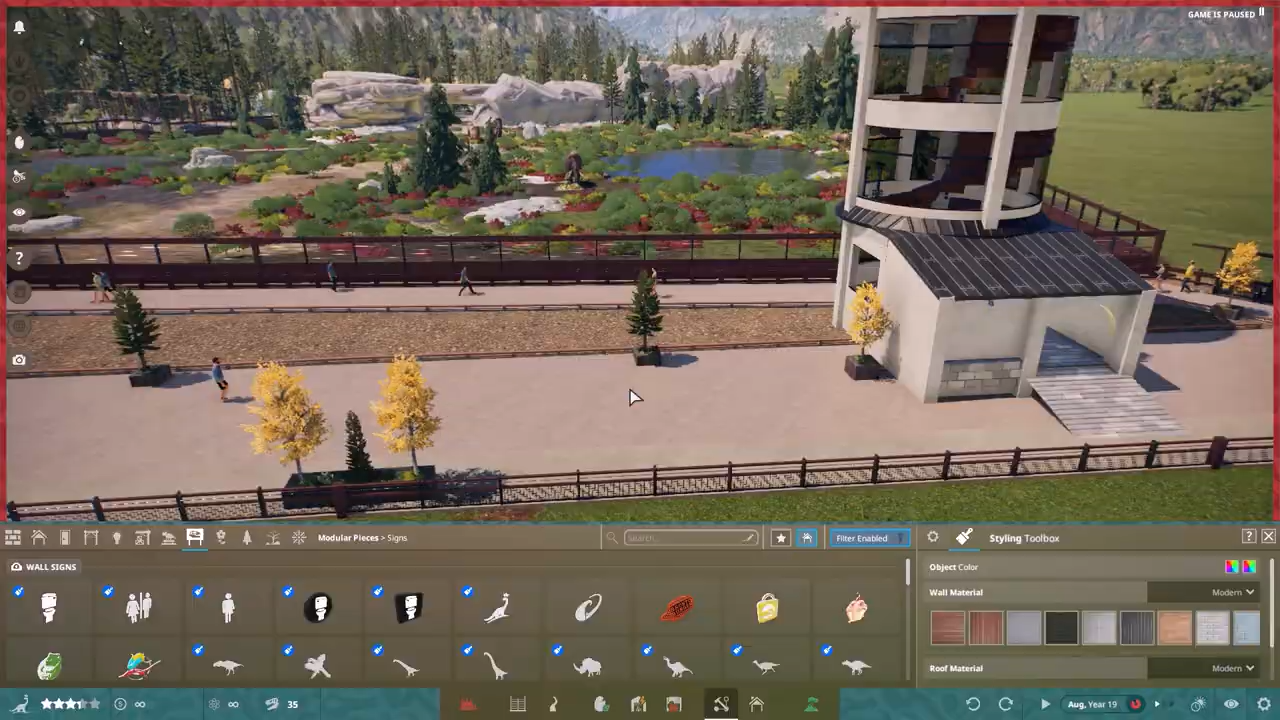 GAME IS PAUSED
Modular Pieces > Signs
Search...
Filter Enabled
Styling Toolbox
?
WALL SIGNS
Object Color
Wall Material
Modern
Roof Material
Modern
∞
∞
35
Aug, Year 19